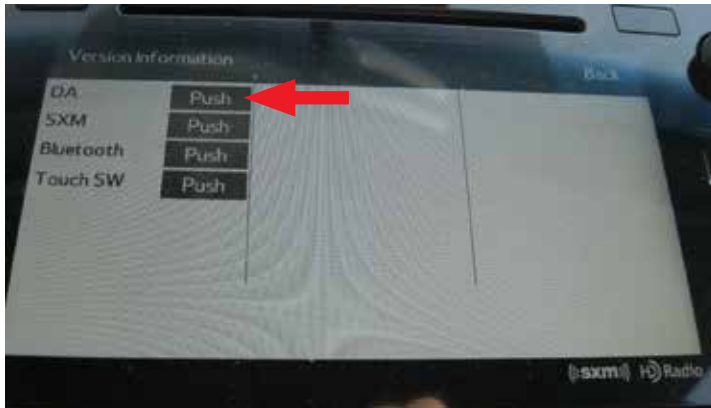 Version Information
Back
DA Push
SXM Push
Bluetooth Push
Touch SW Push
((sxm)) HD Radio